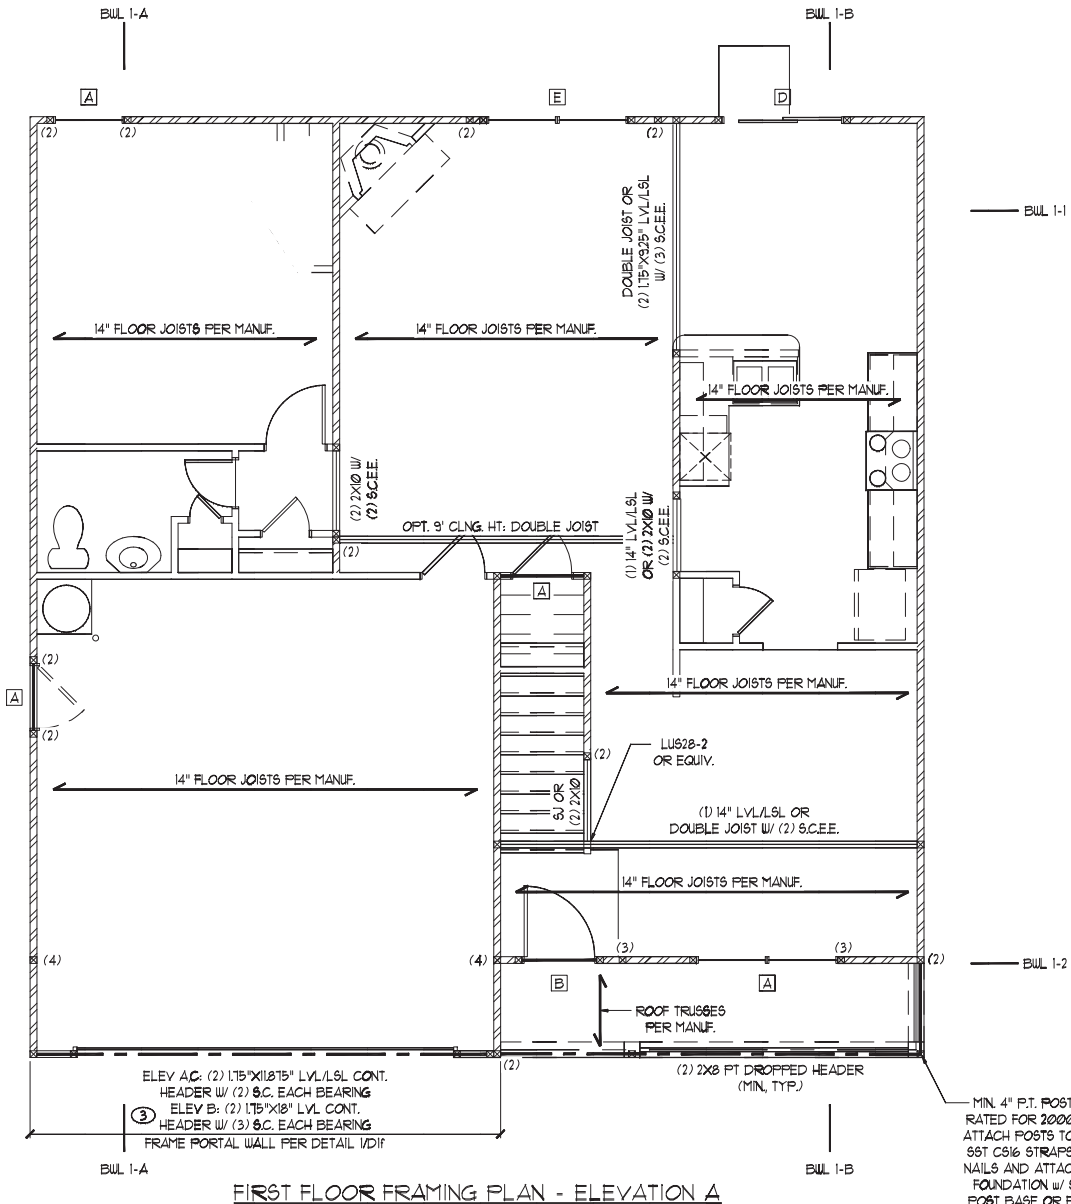 BWL 1-A
BWL 1-B
A
E
D
(2)
(2)
(2)
(2)
BWL 1-1
DOUBLE JOIST OR
(2) 1.75"X9.25" LVL/LSL
W/ (3) S.C.E.E.
14" FLOOR JOISTS PER MANUF.
14" FLOOR JOISTS PER MANUF.
14" FLOOR JOISTS PER MANUF.
(2) 2X10 W/
(2) S.C.E.E.
(1) 14" LVL/LSL
OR (2) 2X10 W/
(2) S.C.E.E.
OPT. 9' CLNG. HT: DOUBLE JOIST
(2)
A
(2)
A
(2)
14" FLOOR JOISTS PER MANUF.
LUS28-2
OR EQUIV.
(2)
14" FLOOR JOISTS PER MANUF.
SJ OR
(2) 2X10
(1) 14" LVL/LSL OR
DOUBLE JOIST W/ (2) S.C.E.E.
14" FLOOR JOISTS PER MANUF.
(4)
(4)
(3)
(3)
(2)
BWL 1-2
B
A
ROOF TRUSSES
PER MANUF.
(2)
(2) 2X8 PT DROPPED HEADER
(MIN., TYP.)
ELEV A,C: (2) 1.75"X11.875" LVL/LSL CONT.
HEADER W/ (2) S.C. EACH BEARING
3
ELEV B: (2) 1.75"X18" LVL CONT.
HEADER W/ (3) S.C. EACH BEARING
FRAME PORTAL WALL PER DETAIL 1/D1f
MIN. 4" P.T. POST
RATED FOR 2000
ATTACH POSTS TO
SST CS16 STRAPS
NAILS AND ATTAC
FOUNDATION W/ S
POST BASE OR E
BWL 1-A
BWL 1-B
FIRST FLOOR FRAMING PLAN - ELEVATION A